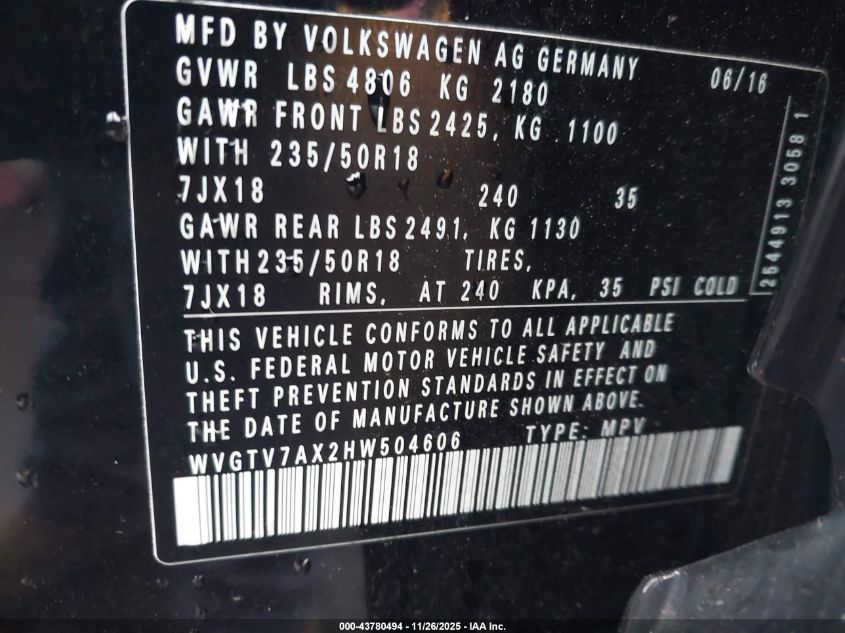 MFD BY VOLKSWAGEN AG GERMANY 06/16
GVWR LBS 4806 KG 2180
GAWR FRONT LBS 2425, KG 1100
WITH 235/50R18
7JX18 240 35
GAWR REAR LBS 2491, KG 1130
WITH 235/50R18 TIRES,
7JX18 RIMS, AT 240 KPA, 35 PSI COLD
THIS VEHICLE CONFORMS TO ALL APPLICABLE
U.S. FEDERAL MOTOR VEHICLE SAFETY AND
THEFT PREVENTION STANDARDS IN EFFECT ON
THE DATE OF MANUFACTURE SHOWN ABOVE.
WVGTV7AX2HW504606 TYPE: MPV
2544913 3058 1
000-43780494 - 11/26/2025 - IAA Inc.